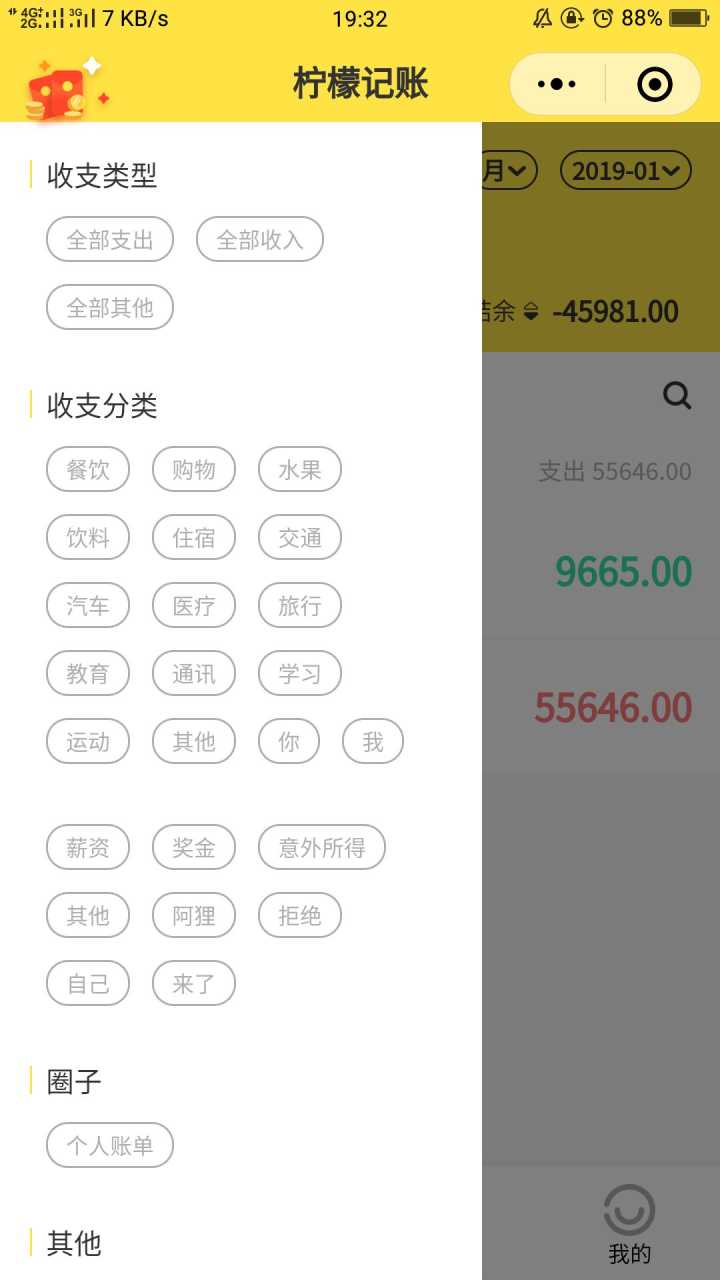 4G+ 2G 3G 7 KB/s 19:32 88%
柠檬记账
收支类型
月 2019-01
全部支出 全部收入
全部其他
结余 -45981.00
收支分类
餐饮 购物 水果
支出 55646.00
饮料 住宿 交通
9665.00
汽车 医疗 旅行
教育 通讯 学习
55646.00
运动 其他 你 我
薪资 奖金 意外所得
其他 阿狸 拒绝
自己 来了
圈子
个人账单
其他
我的